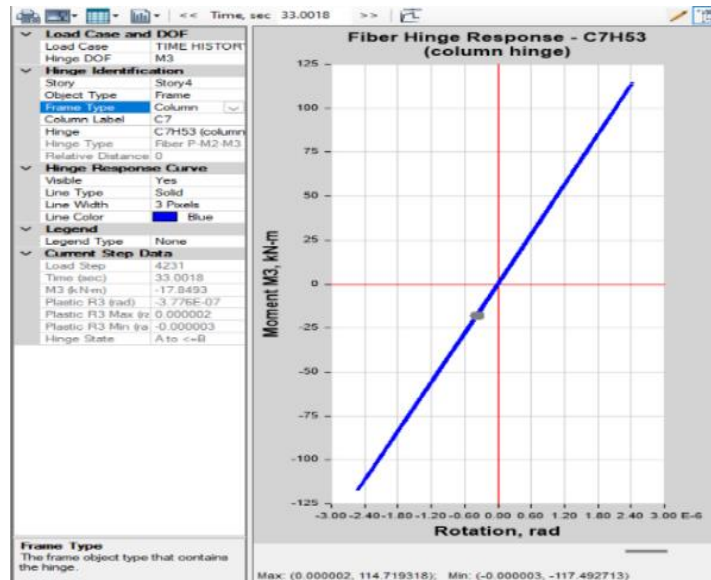 << Time, sec 33.0018 >>
Load Case and DOF
Load Case TIME HISTOR
Hinge DOF M3
Hinge Identification
Story Story4
Object Type Frame
Frame Type Column
Column Label C7
Hinge C7H53 (column
Hinge Type Fiber P-M2-M3
Relative Distance 0
Hinge Response Curve
Visible Yes
Line Type Solid
Line Width 3 Pixels
Line Color Blue
Legend
Legend Type None
Current Step Data
Load Step 4231
Time (sec) 33.0018
M3 (kN-m) -17.8493
Plastic R3 (rad) -3.776E-07
Plastic R3 Max (ra 0.000002
Plastic R3 Min (ra -0.000003
Hinge State A to <=B
Frame Type
The frame object type that contains
the hinge.
Fiber Hinge Response - C7H53
(column hinge)
Moment M3, kN-m
125
100
75
50
25
0
-25
-50
-75
-100
-125
-3.00 -2.40 -1.80 -1.20 -0.60 0.00 0.60 1.20 1.80 2.40 3.00 E-6
Rotation, rad
Max: (0.000002, 114.719318); Min: (-0.000003, -117.492713)